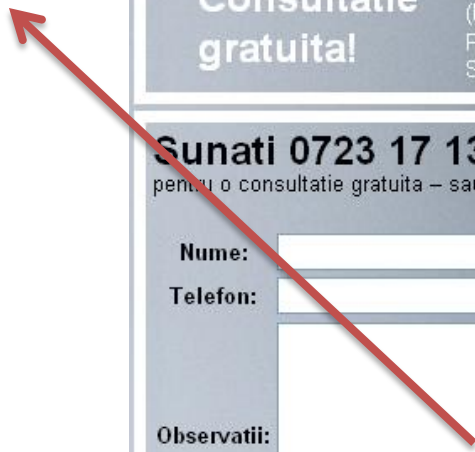 Consultatie
gratuita!
Sunati 0723 17 13
pentru o consultatie gratuita – sau
Nume:
Telefon:
Observatii: